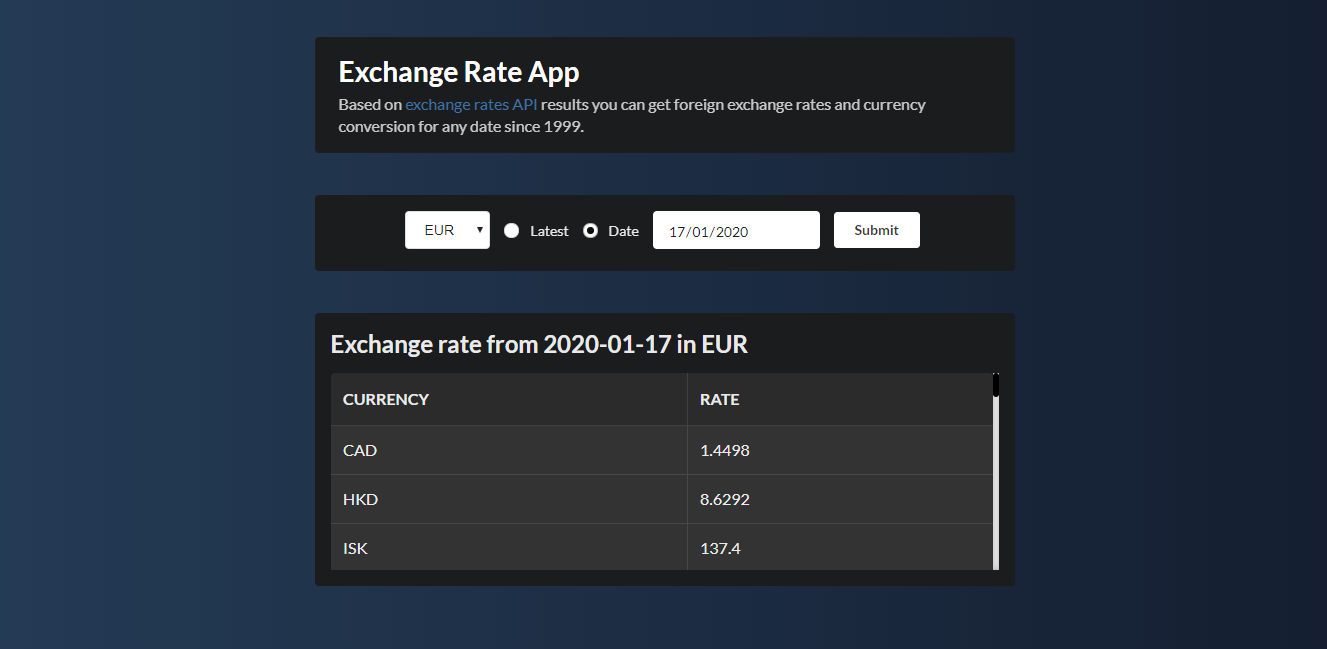 Exchange Rate App
Based on exchange rates API results you can get foreign exchange rates and currency
conversion for any date since 1999.
EUR Latest Date 17/01/2020 Submit
Exchange rate from 2020-01-17 in EUR
CURRENCY RATE
CAD 1.4498
HKD 8.6292
ISK 137.4